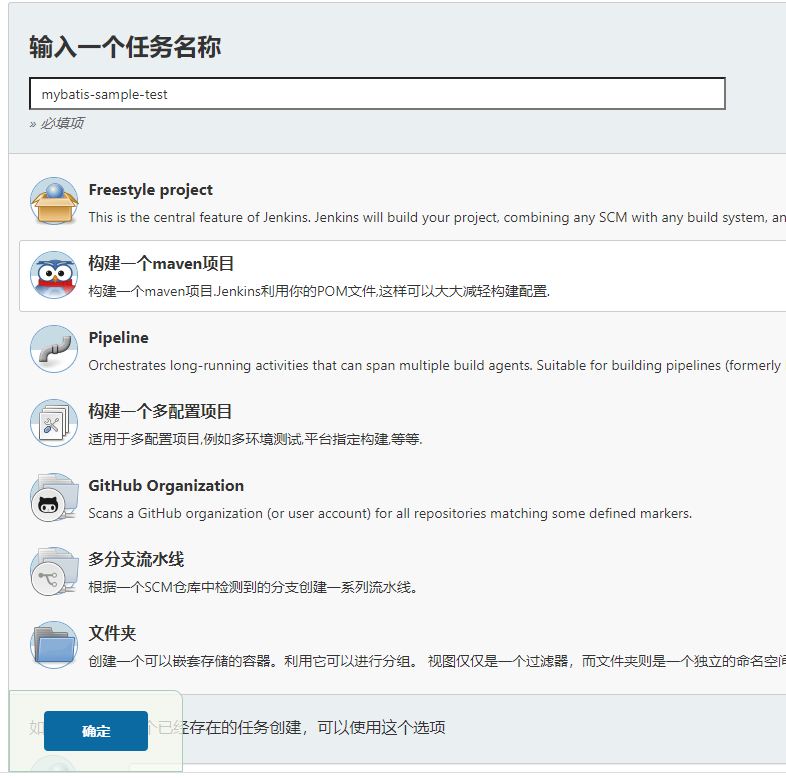 输入一个任务名称
mybatis-sample-test
» 必填项
Freestyle project
This is the central feature of Jenkins. Jenkins will build your project, combining any SCM with any build system, an
构建一个maven项目
构建一个maven项目.Jenkins利用你的POM文件,这样可以大大减轻构建配置.
Pipeline
Orchestrates long-running activities that can span multiple build agents. Suitable for building pipelines (formerly
构建一个多配置项目
适用于多配置项目,例如多环境测试,平台指定构建,等等.
GitHub Organization
Scans a GitHub organization (or user account) for all repositories matching some defined markers.
多分支流水线
根据一个SCM仓库中检测到的分支创建一系列流水线。
文件夹
创建一个可以嵌套存储的容器。利用它可以进行分组。 视图仅仅是一个过滤器，而文件夹则是一个独立的命名空间
如 个已经存在的任务创建，可以使用这个选项
确定